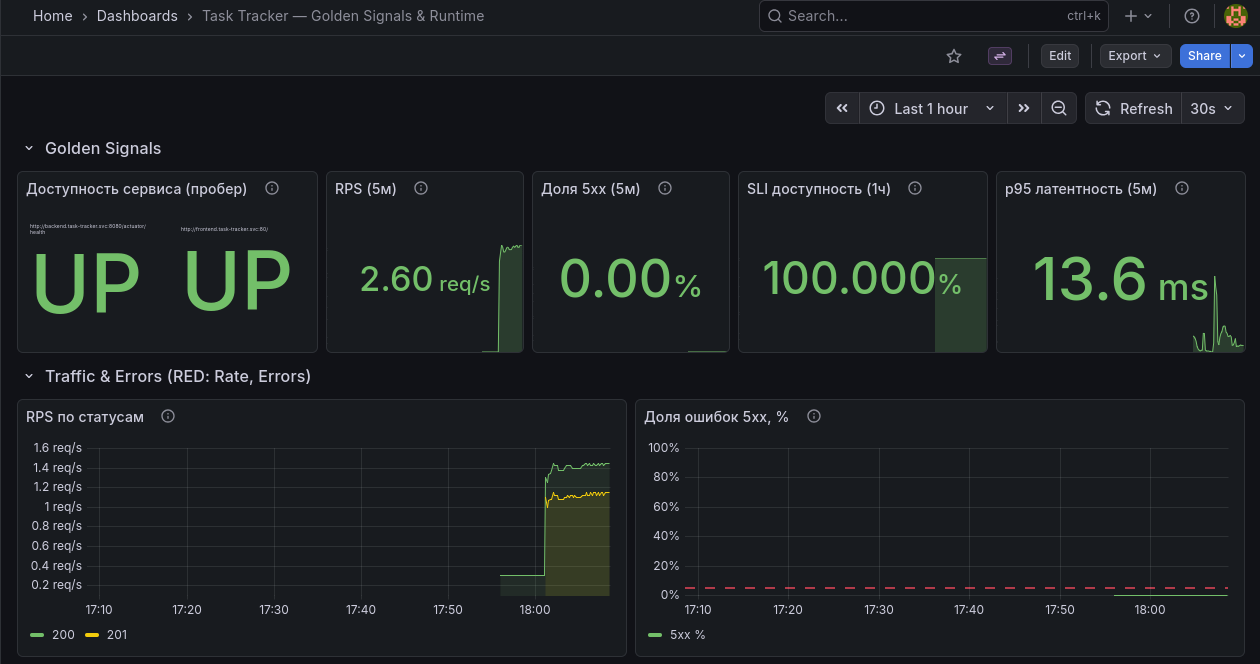 Home › Dashboards › Task Tracker — Golden Signals & Runtime
Search... ctrl+k
Edit Export Share
Last 1 hour Refresh 30s
Golden Signals
Доступность сервиса (пробер)
http://backend.task-tracker.svc:8080/actuator/
health
http://frontend.task-tracker.svc:80/
UP UP
RPS (5м)
2.60 req/s
Доля 5xx (5м)
0.00%
SLI доступность (1ч)
100.000%
p95 латентность (5м)
13.6 ms
Traffic & Errors (RED: Rate, Errors)
RPS по статусам
1.6 req/s
1.4 req/s
1.2 req/s
1 req/s
0.8 req/s
0.6 req/s
0.4 req/s
0.2 req/s
17:10 17:20 17:30 17:40 17:50 18:00
200 201
Доля ошибок 5xx, %
100%
80%
60%
40%
20%
0%
17:10 17:20 17:30 17:40 17:50 18:00
5xx %